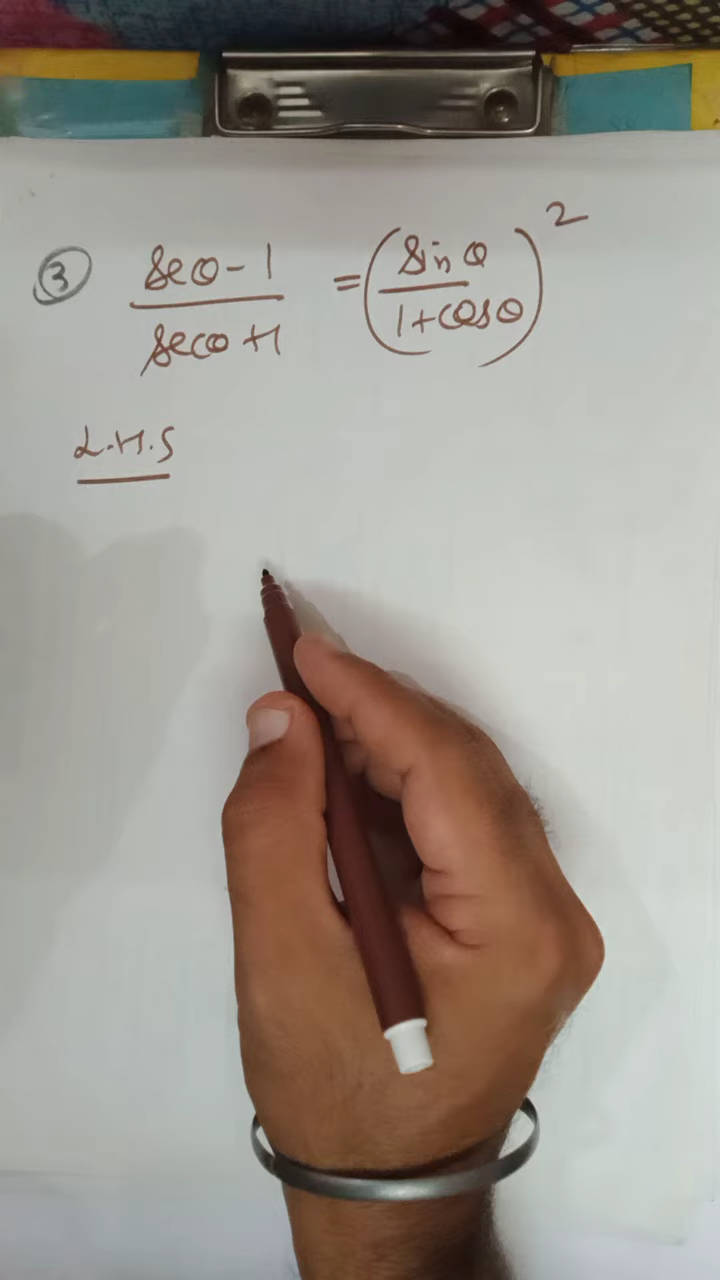 ③ secθ-1 / secθ+1 = (sinθ / 1+cosθ)²
L.H.S